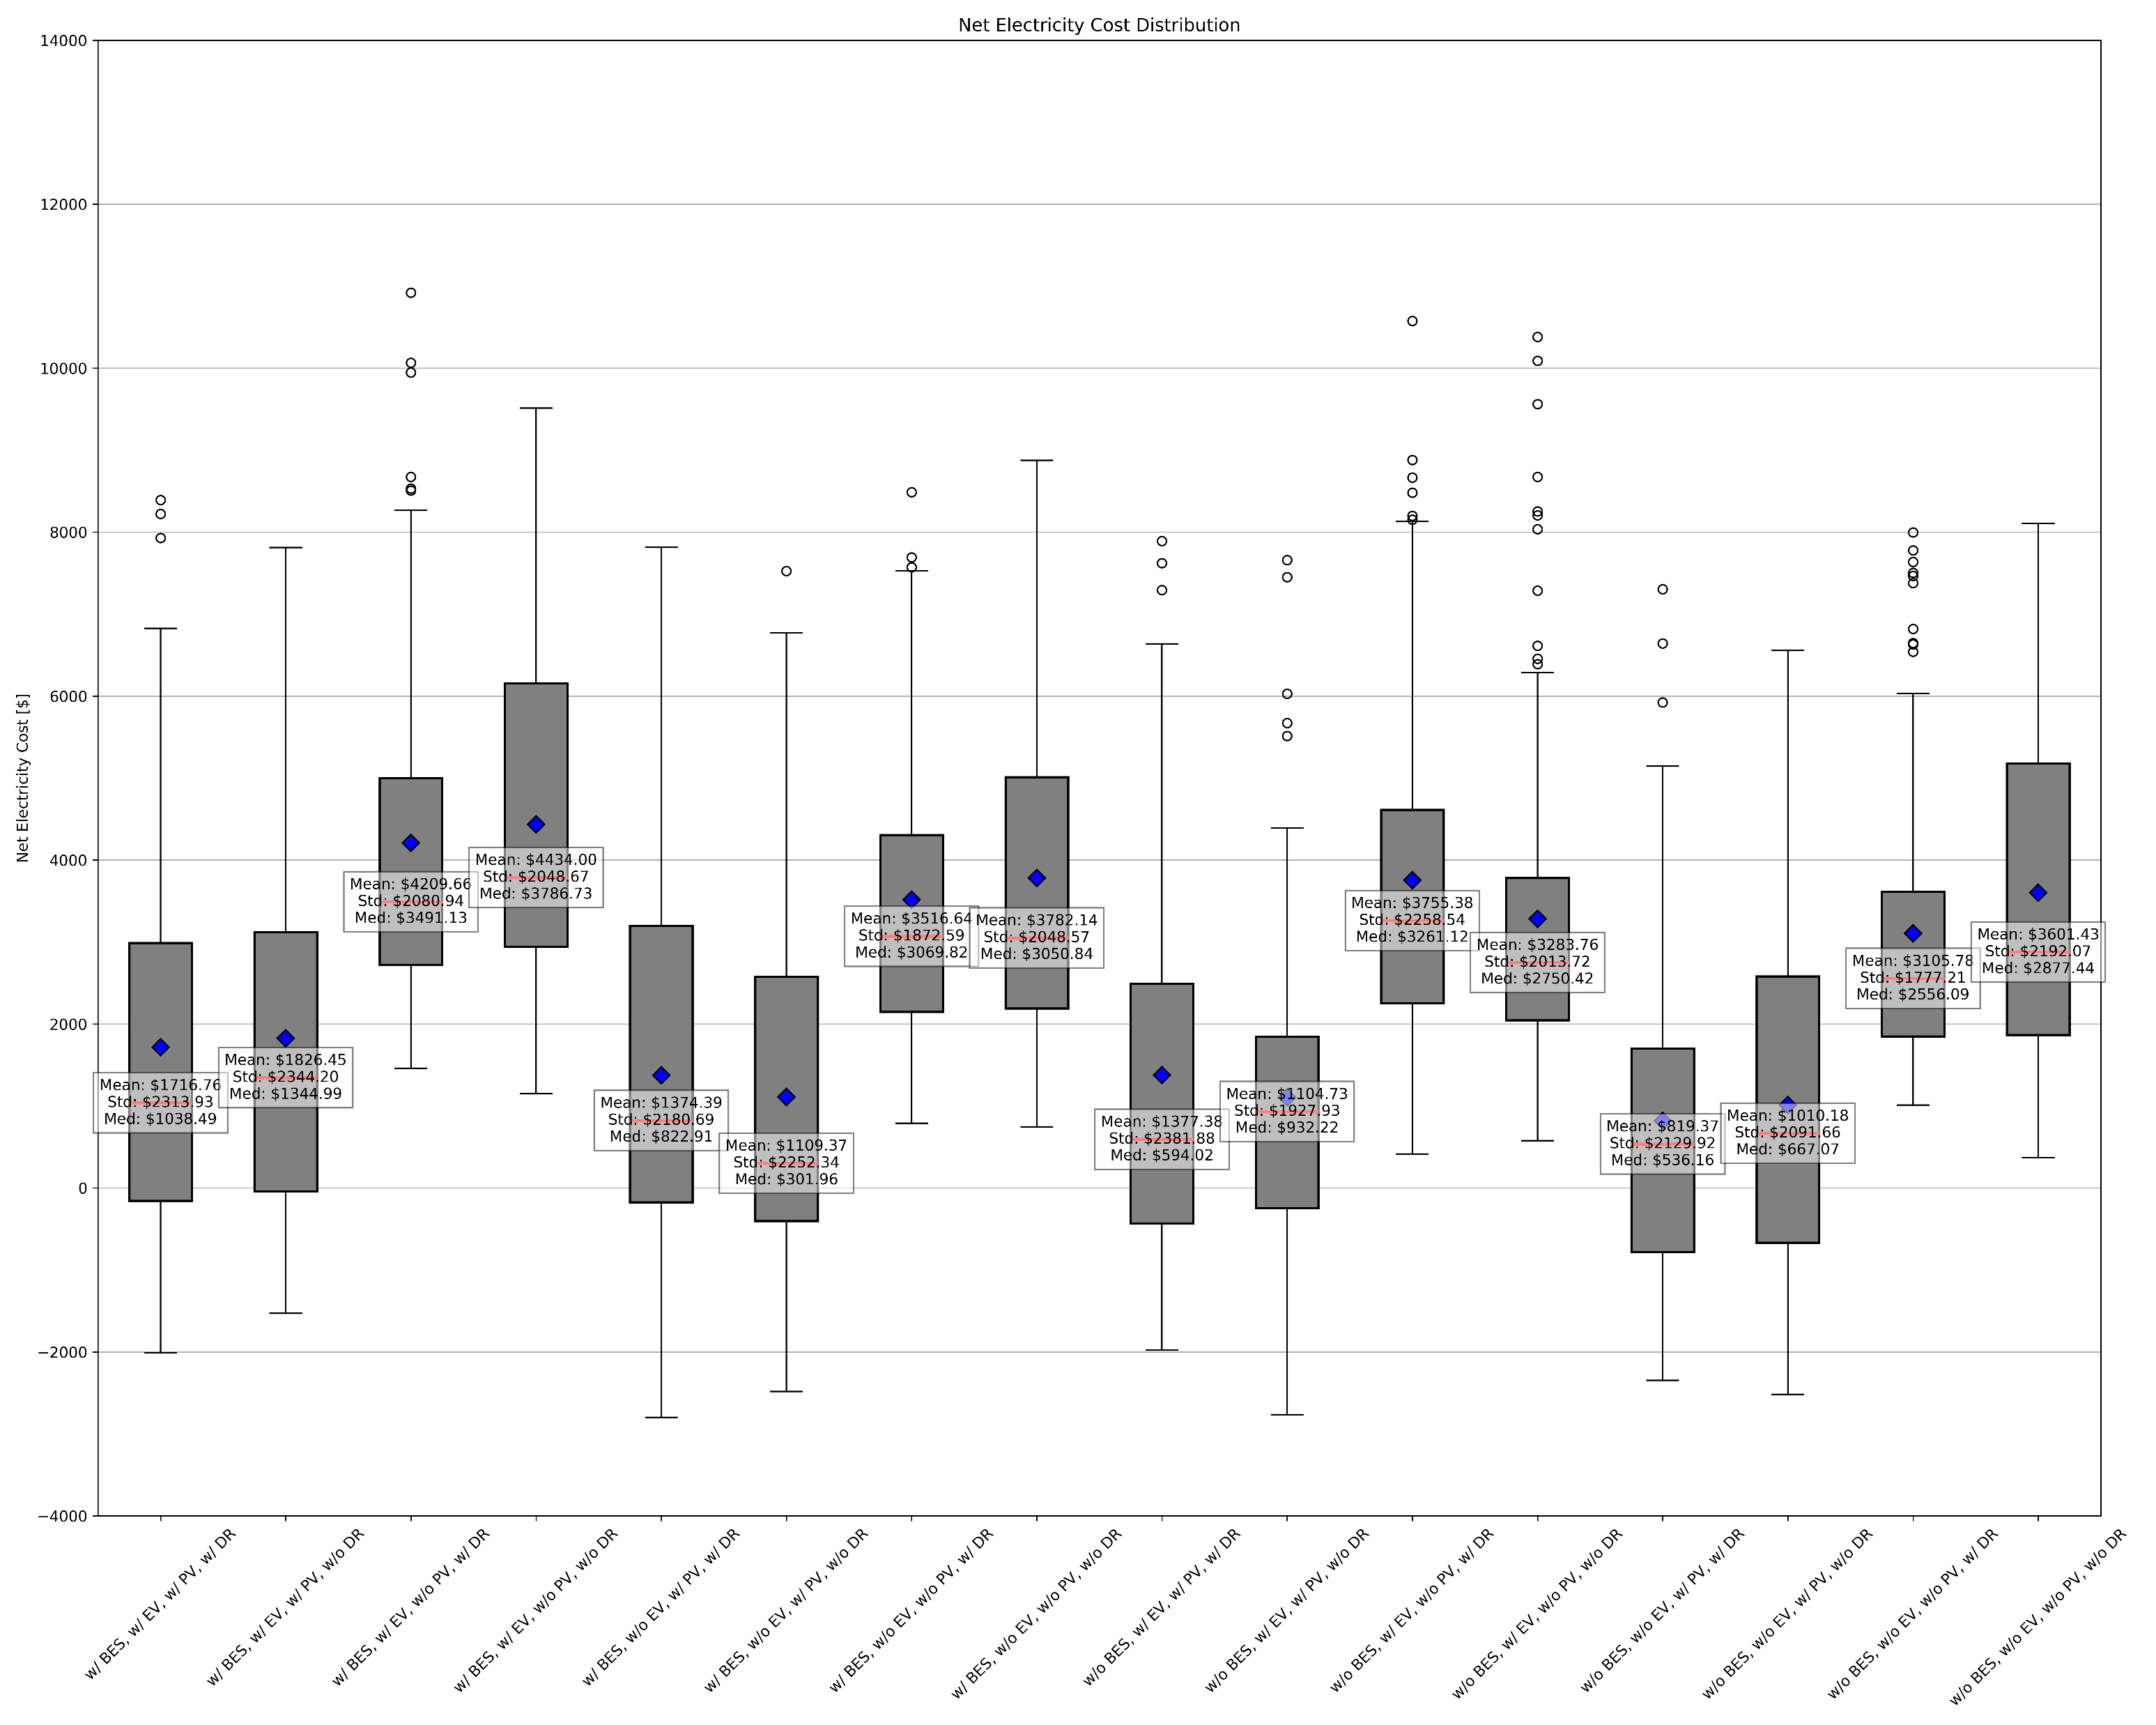 Net Electricity Cost Distribution
14000
12000
10000
8000
6000
4000
2000
0
−2000
−4000
Net Electricity Cost [$]
Mean: $1716.76
Std: $2313.93
Med: $1038.49
Mean: $1826.45
Std: $2344.20
Med: $1344.99
Mean: $4209.66
Std: $2080.94
Med: $3491.13
Mean: $4434.00
Std: $2048.67
Med: $3786.73
Mean: $1374.39
Std: $2180.69
Med: $822.91
Mean: $1109.37
Std: $2252.34
Med: $301.96
Mean: $3516.64
Std: $1872.59
Med: $3069.82
Mean: $3782.14
Std: $2048.57
Med: $3050.84
Mean: $1377.38
Std: $2381.88
Med: $594.02
Mean: $1104.73
Std: $1927.93
Med: $932.22
Mean: $3755.38
Std: $2258.54
Med: $3261.12
Mean: $3283.76
Std: $2013.72
Med: $2750.42
Mean: $819.37
Std: $2129.92
Med: $536.16
Mean: $1010.18
Std: $2091.66
Med: $667.07
Mean: $3105.78
Std: $1777.21
Med: $2556.09
Mean: $3601.43
Std: $2192.07
Med: $2877.44
w/ BES, w/ EV, w/ PV, w/ DR
w/ BES, w/ EV, w/ PV, w/o DR
w/ BES, w/ EV, w/o PV, w/ DR
w/ BES, w/ EV, w/o PV, w/o DR
w/ BES, w/o EV, w/ PV, w/ DR
w/ BES, w/o EV, w/ PV, w/o DR
w/ BES, w/o EV, w/o PV, w/ DR
w/ BES, w/o EV, w/o PV, w/o DR
w/o BES, w/ EV, w/ PV, w/ DR
w/o BES, w/ EV, w/ PV, w/o DR
w/o BES, w/ EV, w/o PV, w/ DR
w/o BES, w/ EV, w/o PV, w/o DR
w/o BES, w/o EV, w/ PV, w/ DR
w/o BES, w/o EV, w/ PV, w/o DR
w/o BES, w/o EV, w/o PV, w/ DR
w/o BES, w/o EV, w/o PV, w/o DR